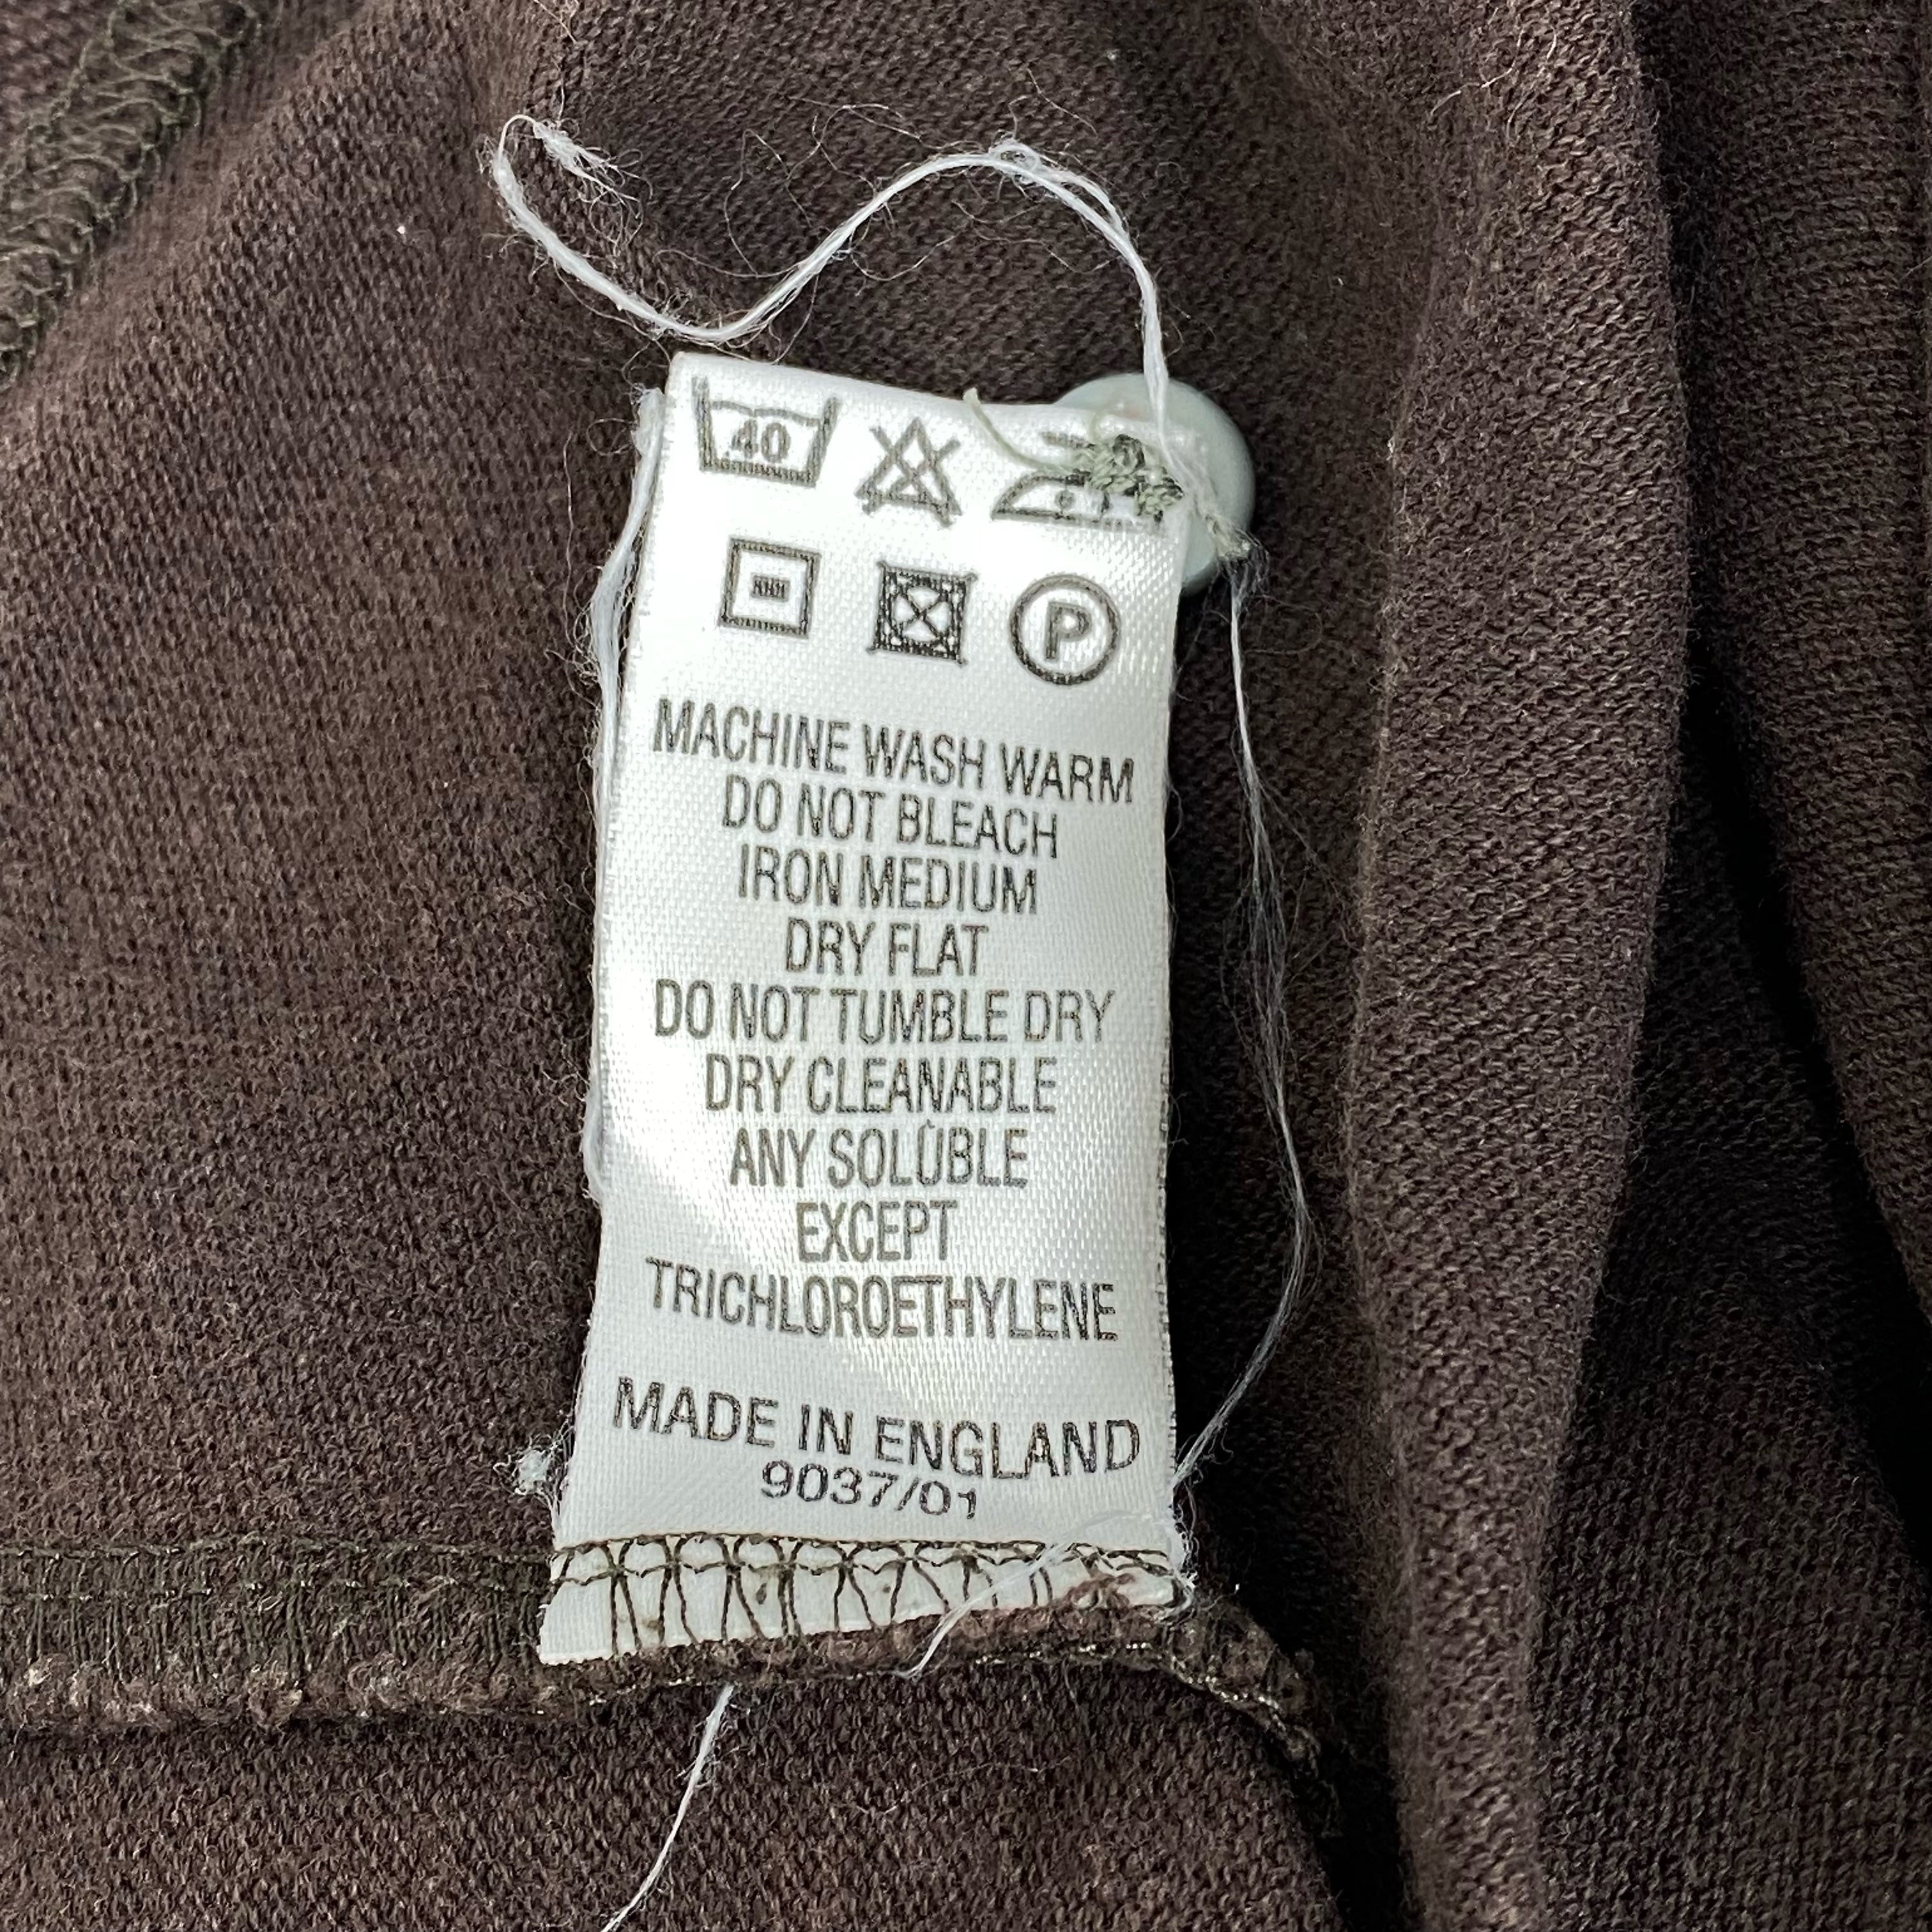 40
P
MACHINE WASH WARM
DO NOT BLEACH
IRON MEDIUM
DRY FLAT
DO NOT TUMBLE DRY
DRY CLEANABLE
ANY SOLUBLE
EXCEPT
TRICHLOROETHYLENE
MADE IN ENGLAND
9037/01